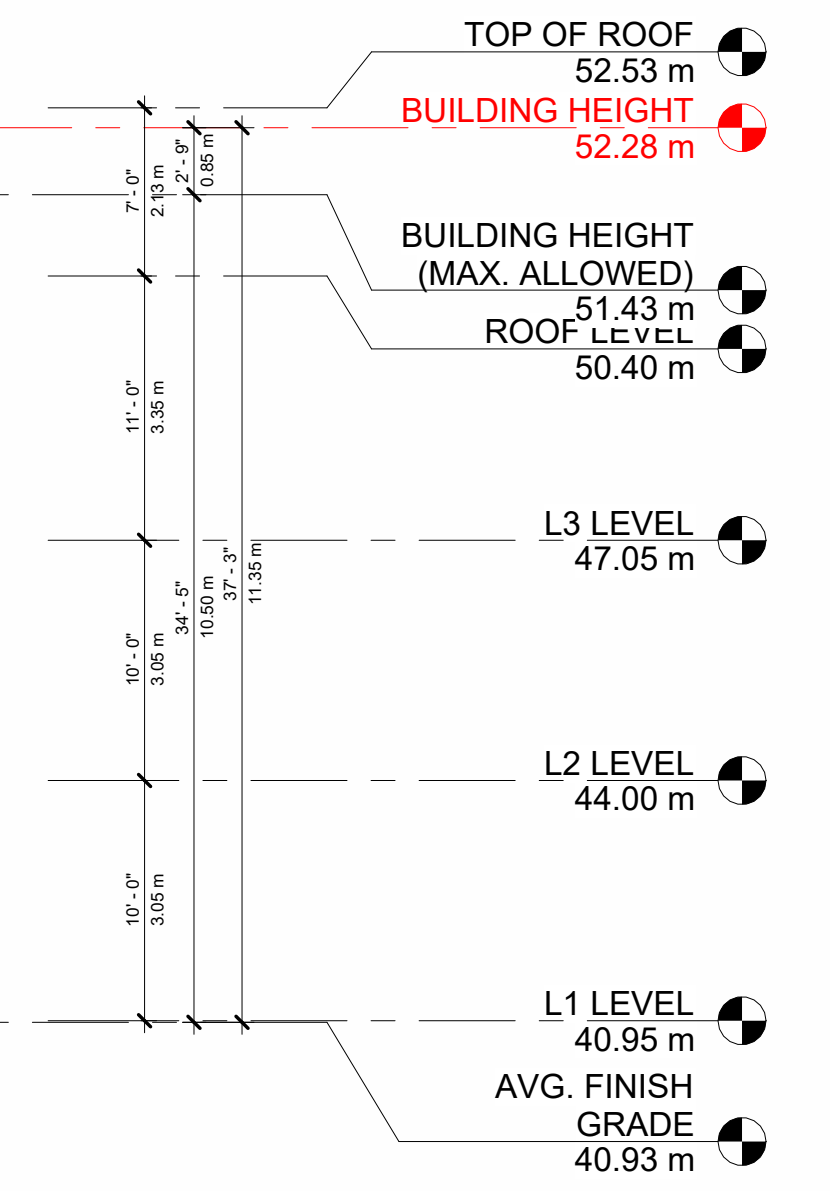 TOP OF ROOF
52.53 m
BUILDING HEIGHT
52.28 m
2' - 9"
0.85 m
7' - 0"
2.13 m
BUILDING HEIGHT
(MAX. ALLOWED)
51.43 m
ROOF LEVEL
50.40 m
11' - 0"
3.35 m
L3 LEVEL
47.05 m
37' - 3"
11.35 m
34' - 5"
10.50 m
10' - 0"
3.05 m
L2 LEVEL
44.00 m
10' - 0"
3.05 m
L1 LEVEL
40.95 m
AVG. FINISH
GRADE
40.93 m